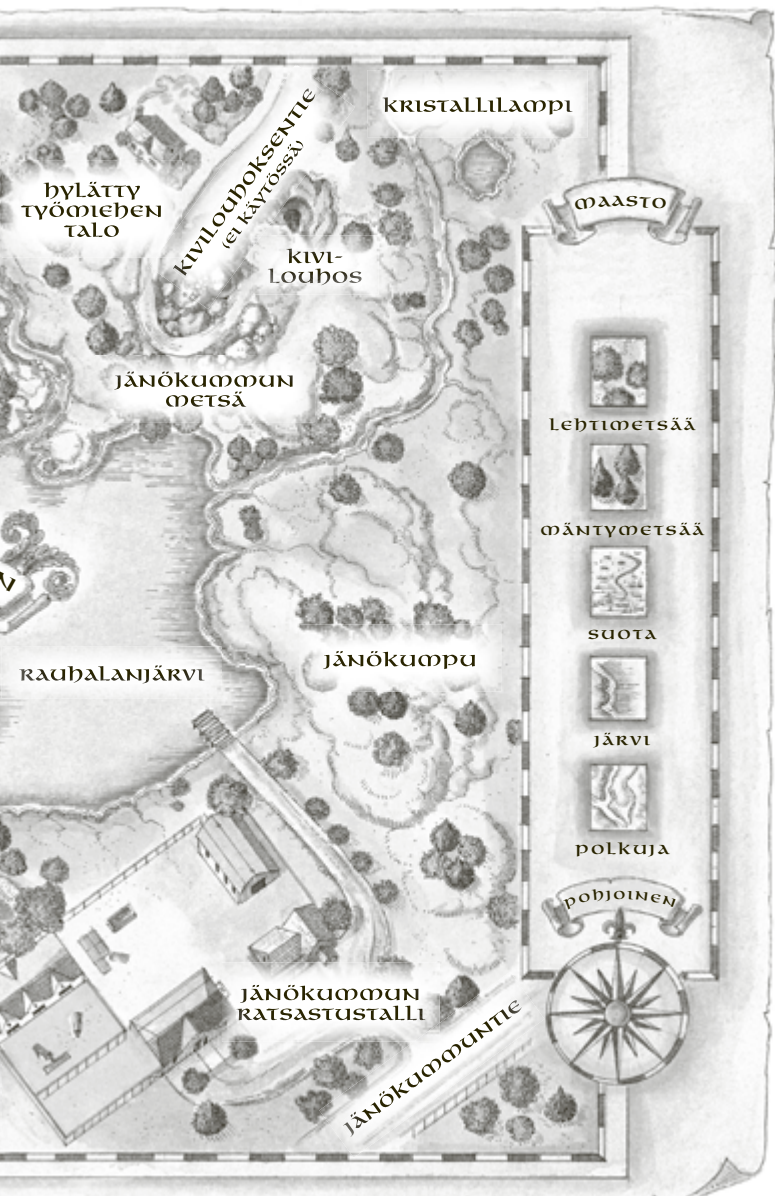 KRISTALLILAMPI
KIVILOUHOKSENTIE
(EI KÄYTÖSSÄ)
HYLÄTTY
TYÖMIEHEN
TALO
KIVI-
LOUHOS
JÄNÖKUMMUN
METSÄ
RAUHALANJÄRVI
JÄNÖKUMPU
JÄNÖKUMMUN
RATSASTUSTALLI
JÄNÖKUMMUNTIE
MAASTO
LEHTIMETSÄÄ
MÄNTYMETSÄÄ
SUOTA
JÄRVI
POLKUJA
POHJOINEN